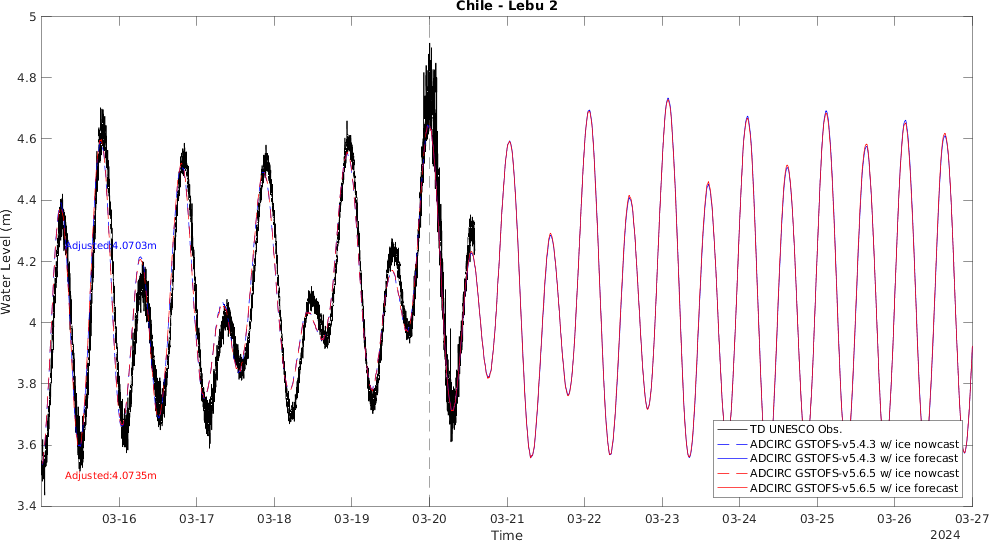 Chile - Lebu 2
5
4.8
4.6
4.4
4.2
4
3.8
3.6
3.4
Water Level (m)
Adjusted:4.0703m
Adjusted:4.0735m
TD UNESCO Obs.
ADCIRC GSTOFS-v5.4.3 w/ ice nowcast
ADCIRC GSTOFS-v5.4.3 w/ ice forecast
ADCIRC GSTOFS-v5.6.5 w/ ice nowcast
ADCIRC GSTOFS-v5.6.5 w/ ice forecast
03-16 03-17 03-18 03-19 03-20 03-21 03-22 03-23 03-24 03-25 03-26 03-27
Time
2024